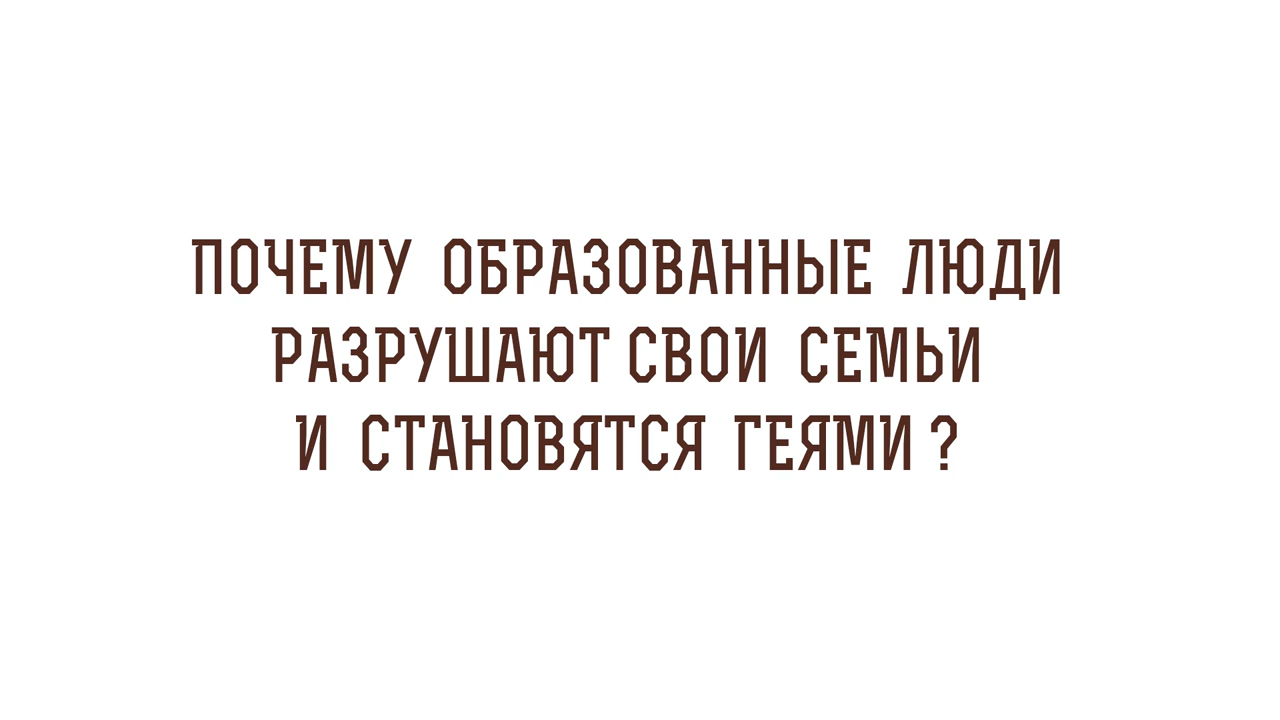 ПОЧЕМУ ОБРАЗОВАННЫЕ ЛЮДИ
РАЗРУШАЮТ СВОИ СЕМЬИ
И СТАНОВЯТСЯ ГЕЯМИ ?